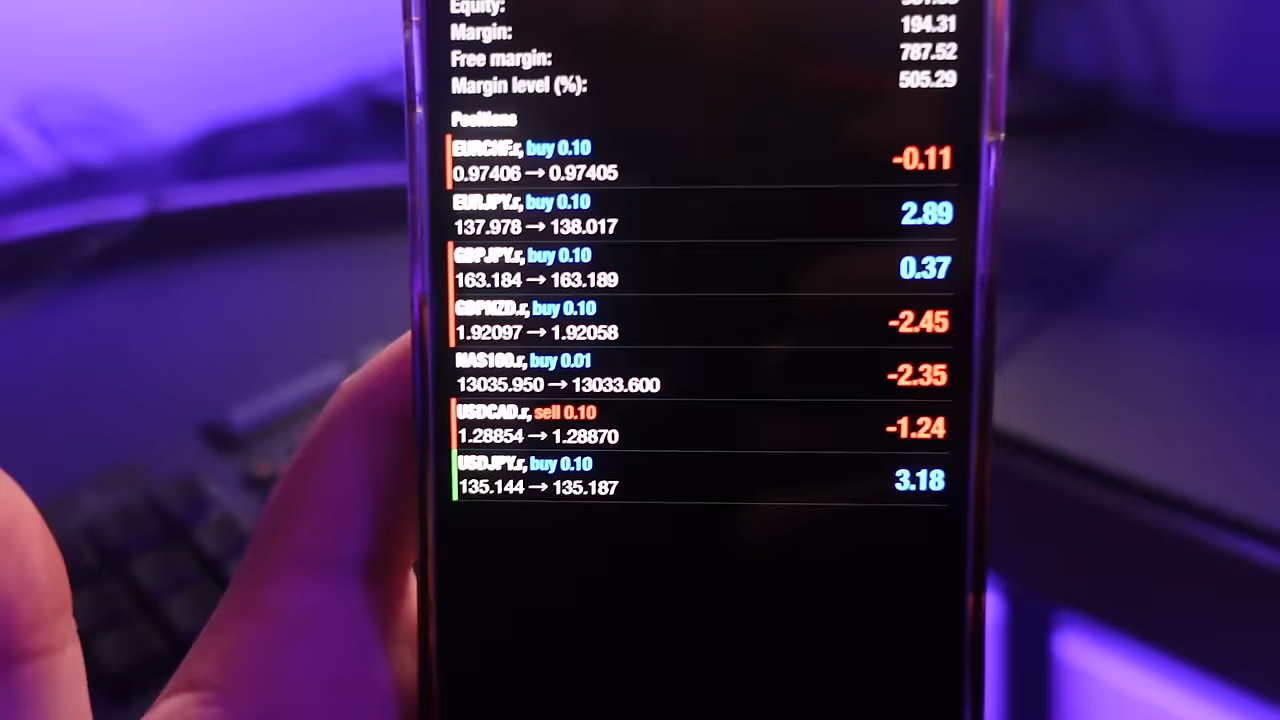 Equity:
Margin: 194.31
Free margin: 787.52
Margin level (%): 505.29
Positions
EURCHF.r, buy 0.10
0.97406 → 0.97405 -0.11
EURJPY.r, buy 0.10
137.978 → 138.017 2.89
GBPJPY.r, buy 0.10
163.184 → 163.189 0.37
GBPNZD.r, buy 0.10
1.92097 → 1.92058 -2.45
NAS100.r, buy 0.01
13035.950 → 13033.600 -2.35
USDCAD.r, sell 0.10
1.28854 → 1.28870 -1.24
USDJPY.r, buy 0.10
135.144 → 135.187 3.18